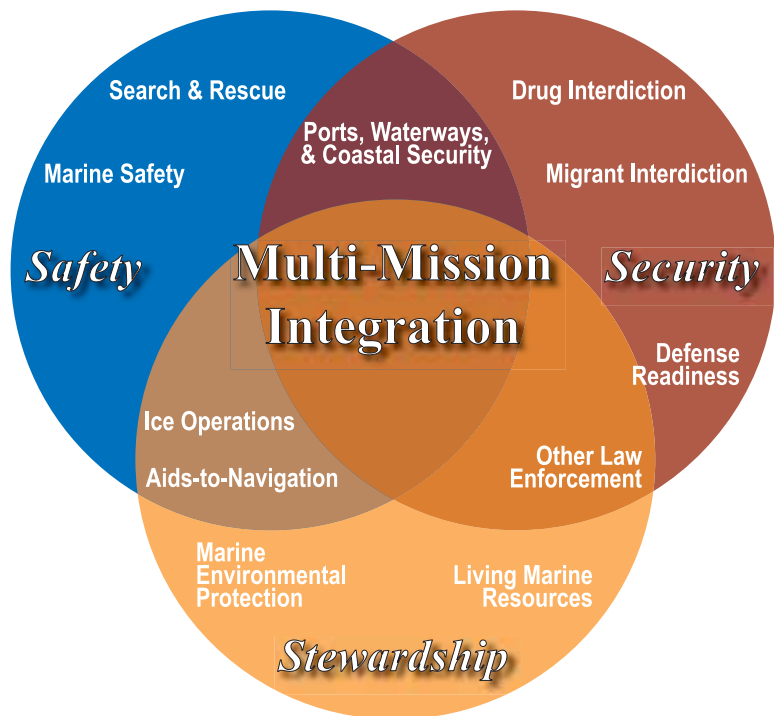 Search & Rescue
Drug Interdiction
Ports, Waterways,
& Coastal Security
Marine Safety
Migrant Interdiction
Safety
Multi-Mission
Integration
Security
Defense
Readiness
Ice Operations
Aids-to-Navigation
Other Law
Enforcement
Marine
Environmental
Protection
Living Marine
Resources
Stewardship